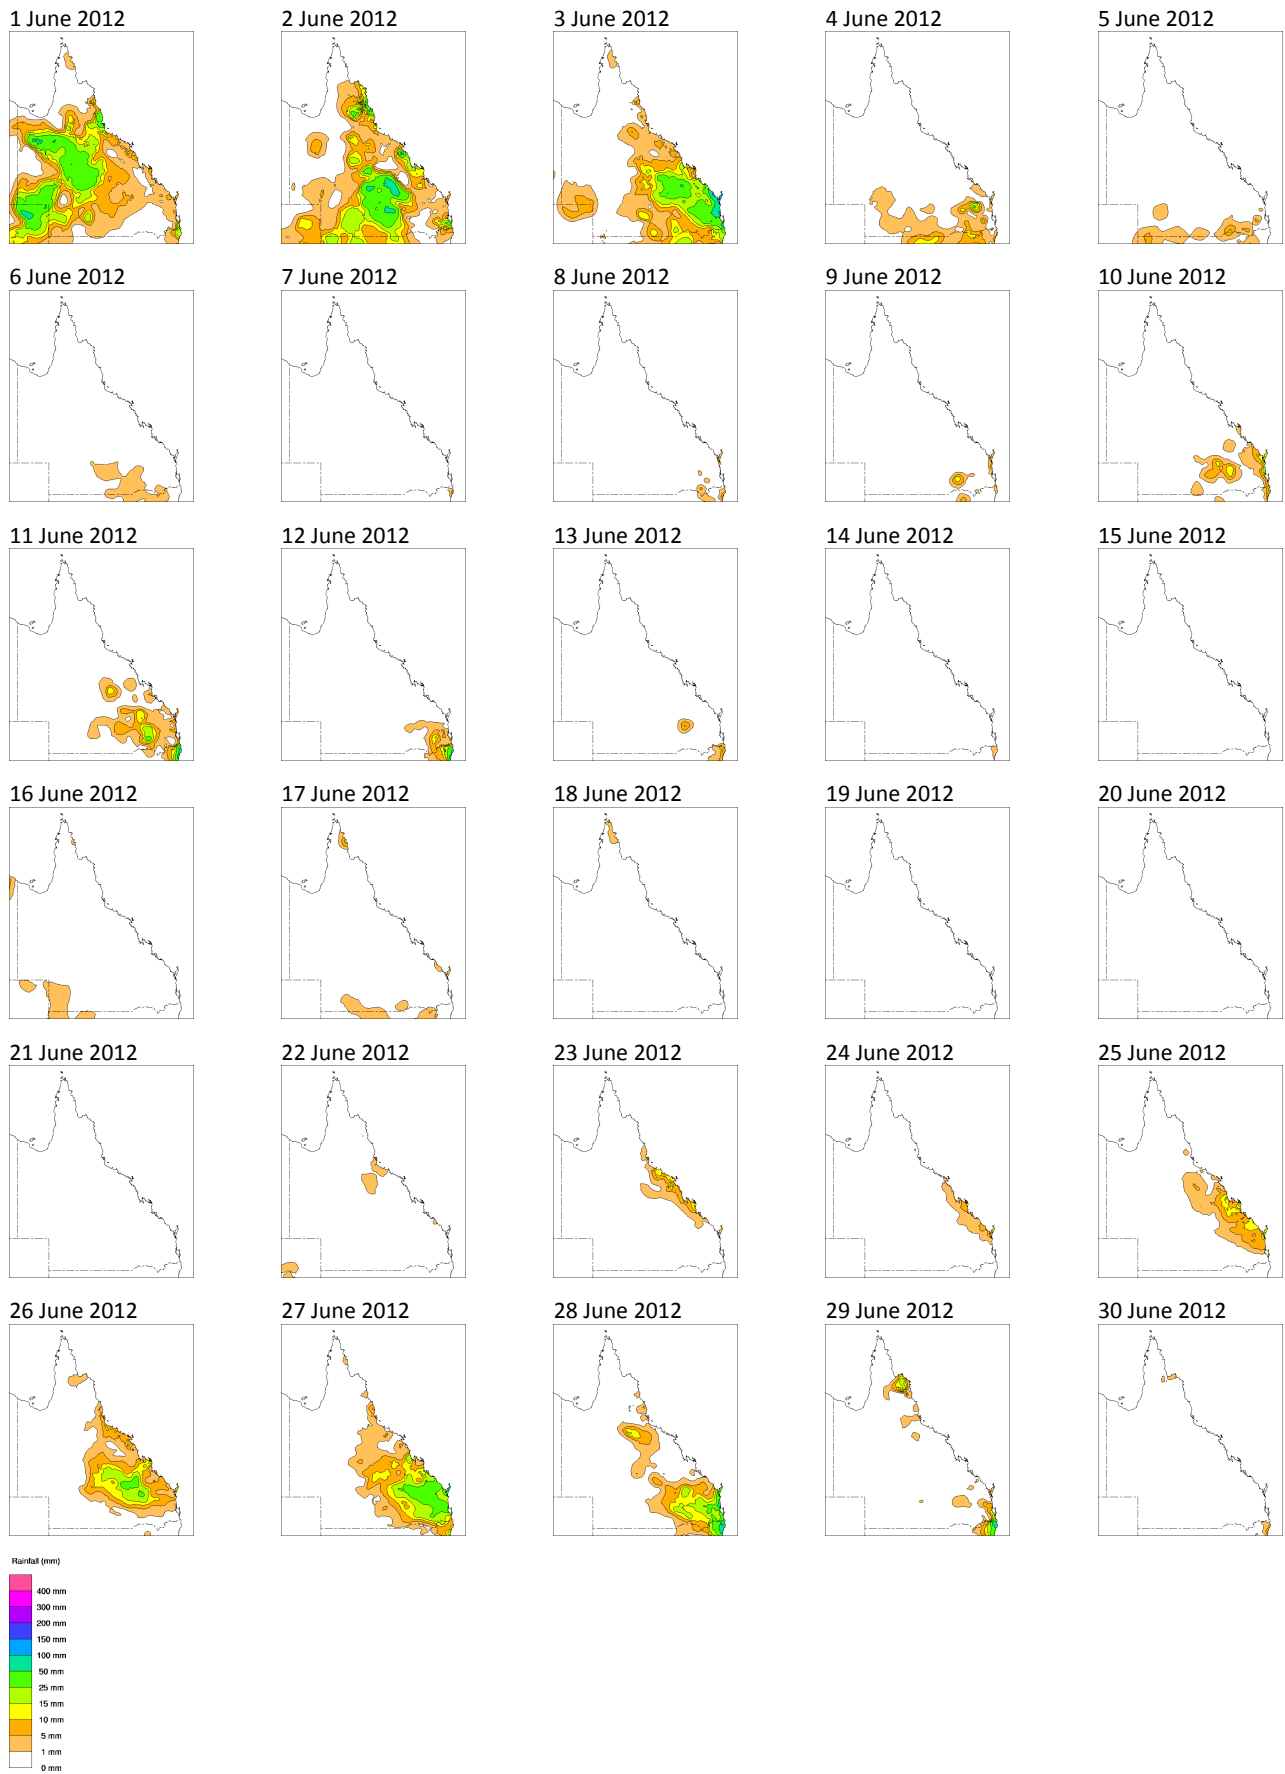 1 June 2012
2 June 2012
3 June 2012
4 June 2012
5 June 2012
6 June 2012
7 June 2012
8 June 2012
9 June 2012
10 June 2012
11 June 2012
12 June 2012
13 June 2012
14 June 2012
15 June 2012
16 June 2012
17 June 2012
18 June 2012
19 June 2012
20 June 2012
21 June 2012
22 June 2012
23 June 2012
24 June 2012
25 June 2012
26 June 2012
27 June 2012
28 June 2012
29 June 2012
30 June 2012
Rainfall (mm)
400 mm
300 mm
200 mm
150 mm
100 mm
50 mm
25 mm
15 mm
10 mm
5 mm
1 mm
0 mm